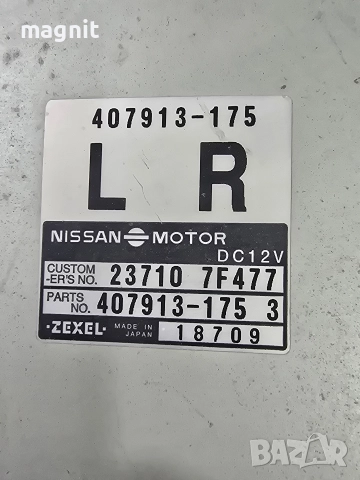 magnit
407913-175
L R
NISSAN MOTOR
DC12V
CUSTOM
-ER'S NO. 23710 7F477
PARTS
NO. 407913-175 3
·ZEXEL· MADE IN
JAPAN 18709
BAZAR